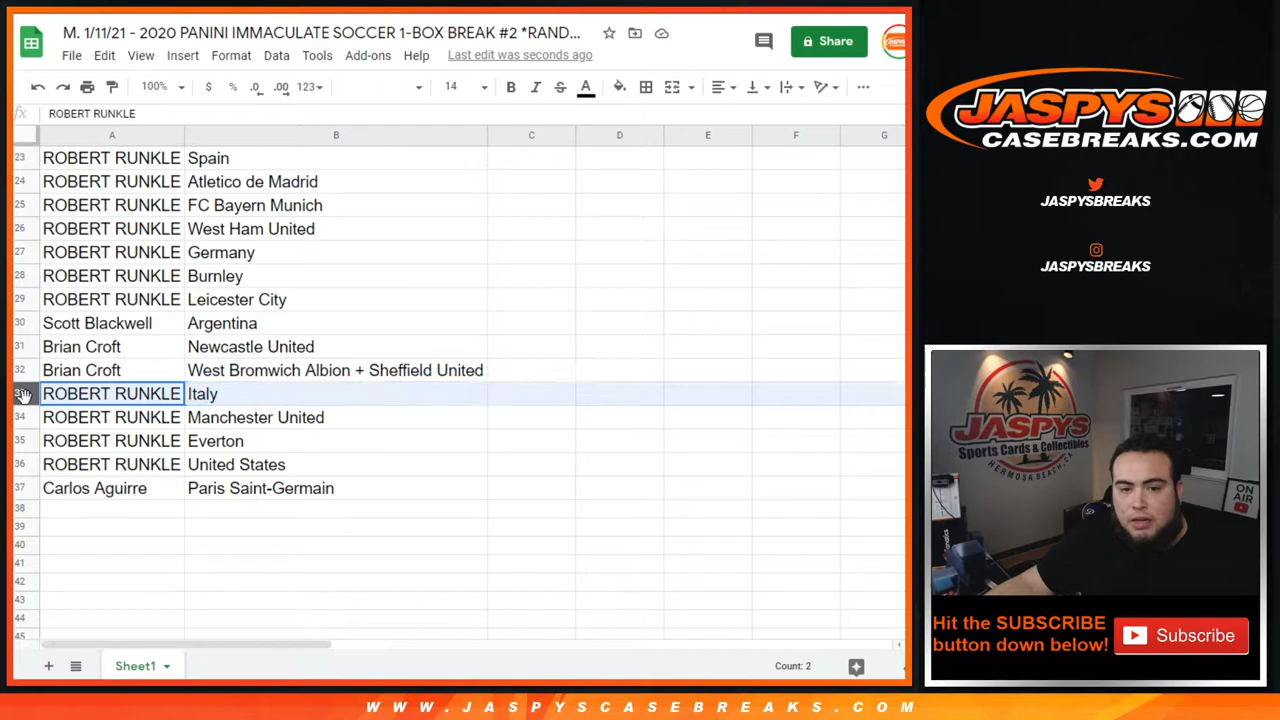 M. 1/11/21 - 2020 PANINI IMMACULATE SOCCER 1-BOX BREAK #2 *RAND...
File Edit View Insert Format Data Tools Add-ons Help Last edit was seconds ago
Share
100% $ % .0 .00 123 14 B I S A
fx ROBERT RUNKLE
A B C D E F G
23 ROBERT RUNKLE Spain
24 ROBERT RUNKLE Atletico de Madrid
25 ROBERT RUNKLE FC Bayern Munich
26 ROBERT RUNKLE West Ham United
27 ROBERT RUNKLE Germany
28 ROBERT RUNKLE Burnley
29 ROBERT RUNKLE Leicester City
30 Scott Blackwell Argentina
31 Brian Croft Newcastle United
32 Brian Croft West Bromwich Albion + Sheffield United
ROBERT RUNKLE Italy
34 ROBERT RUNKLE Manchester United
35 ROBERT RUNKLE Everton
36 ROBERT RUNKLE United States
37 Carlos Aguirre Paris Saint-Germain
38
39
40
41
42
43
44
45
Sheet1
Count: 2
JASPYS
CASEBREAKS.COM
JASPYSBREAKS
JASPYSBREAKS
JASPYS
Sports Cards & Collectibles
HERMOSA BEACH, CA
ON
AIR
Hit the SUBSCRIBE
button down below!
Subscribe
WWW.JASPYSCASEBREAKS.COM